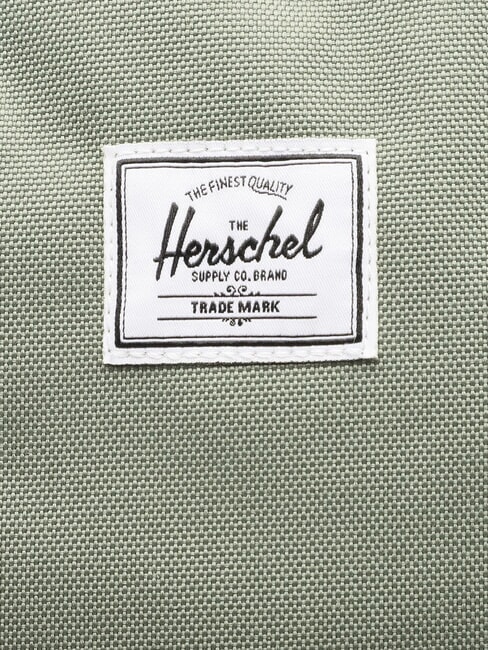 THE FINEST QUALITY
THE
Herschel
SUPPLY CO. BRAND
TRADE MARK